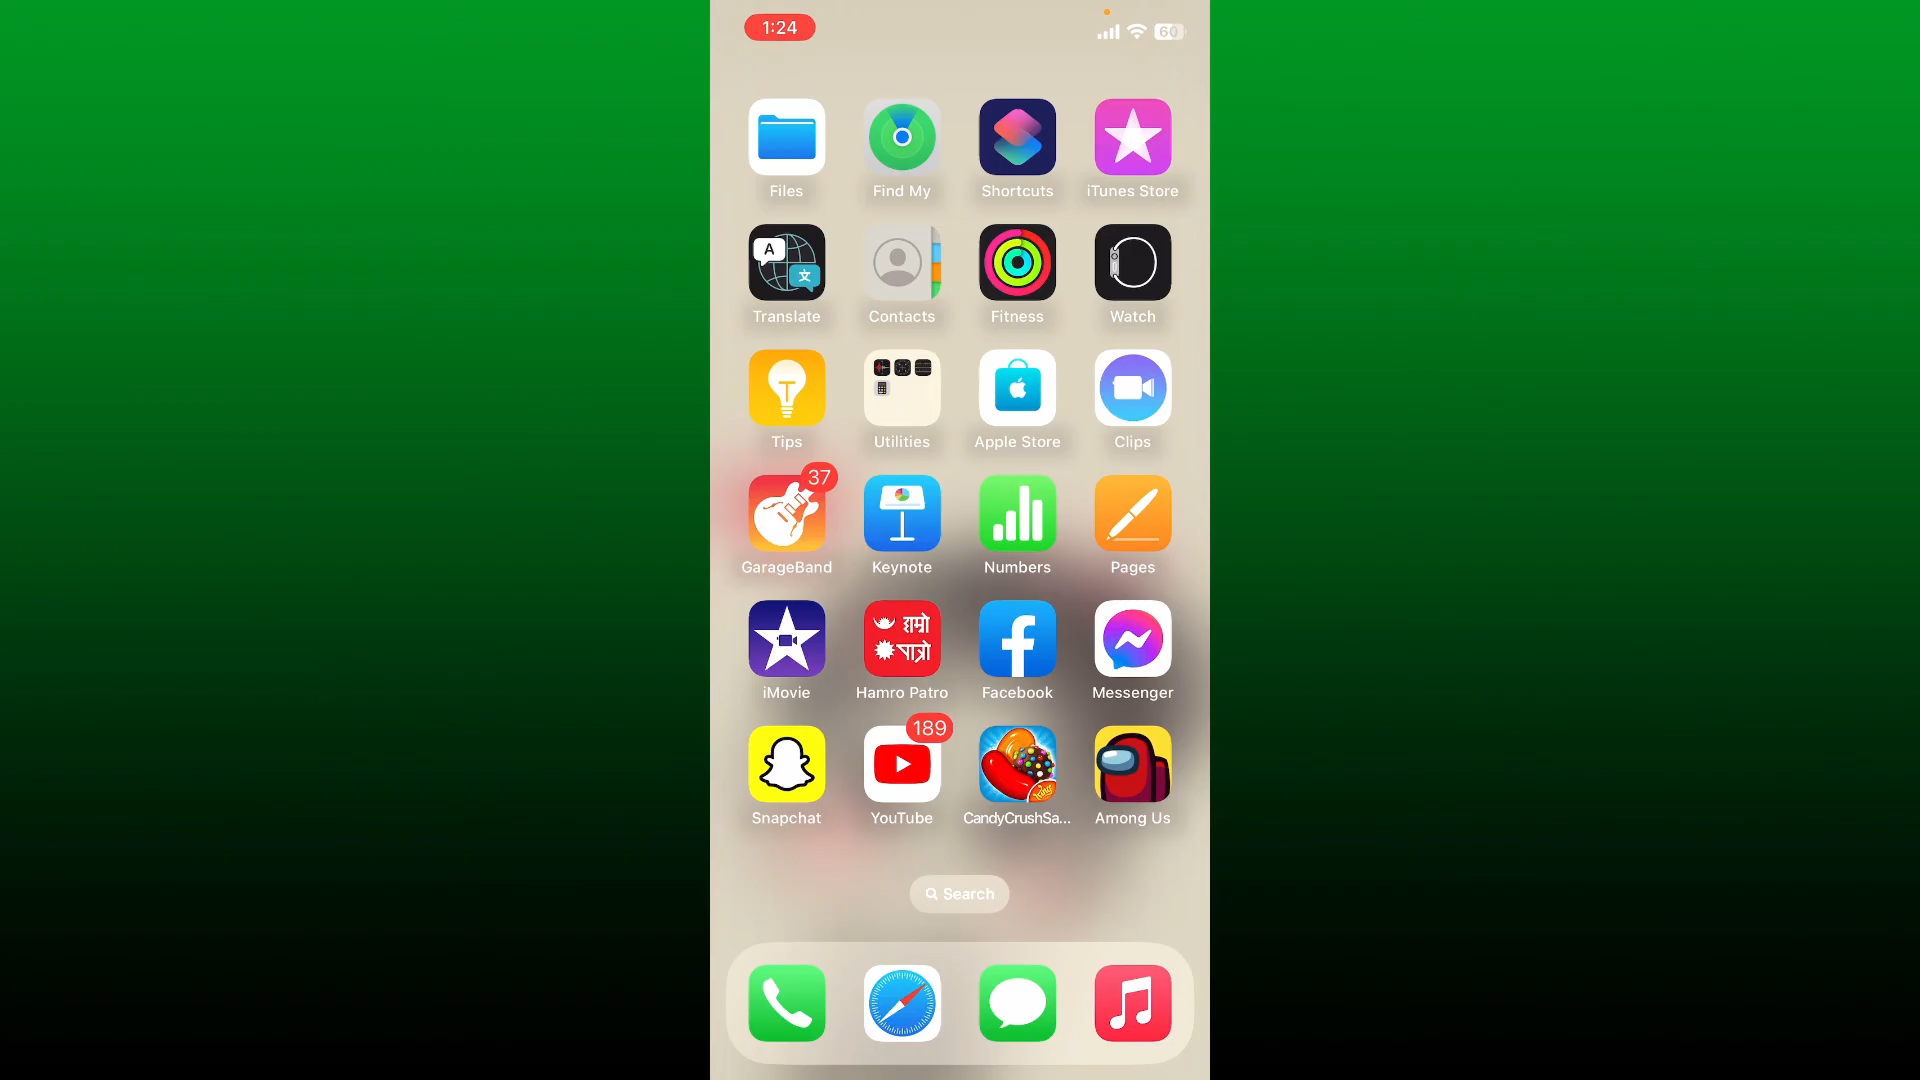 1:24
60
Files Find My Shortcuts iTunes Store
A 文
Translate Contacts Fitness Watch
Tips Utilities Apple Store Clips
37
GarageBand Keynote Numbers Pages
हाम्रो
पात्रो
iMovie Hamro Patro Facebook Messenger
189
King
Snapchat YouTube CandyCrushSa... Among Us
Search